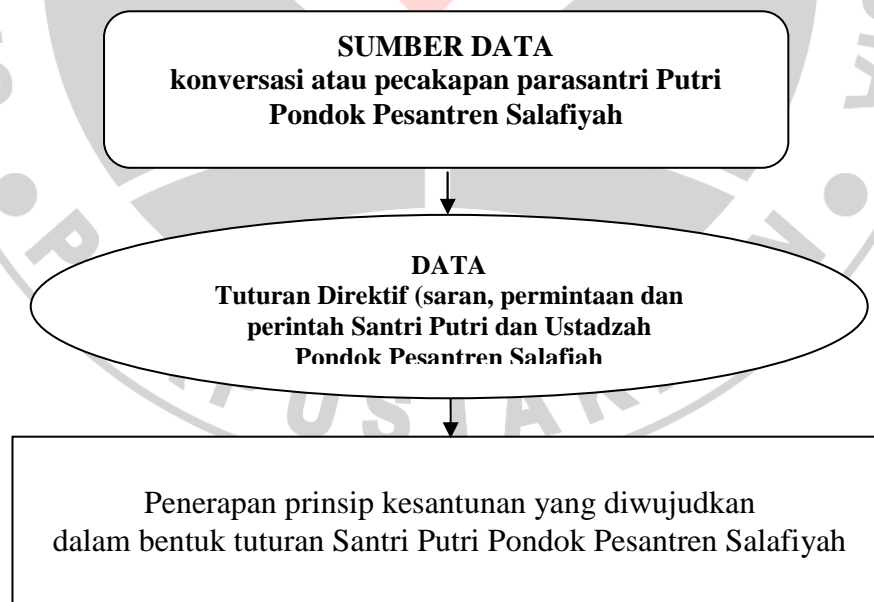 SUMBER DATA
konversasi atau pecakapan parasantri Putri
Pondok Pesantren Salafiyah
DATA
Tuturan Direktif (saran, permintaan dan
perintah Santri Putri dan Ustadzah
Pondok Pesantren Salafiah
Penerapan prinsip kesantunan yang diwujudkan
dalam bentuk tuturan Santri Putri Pondok Pesantren Salafiyah